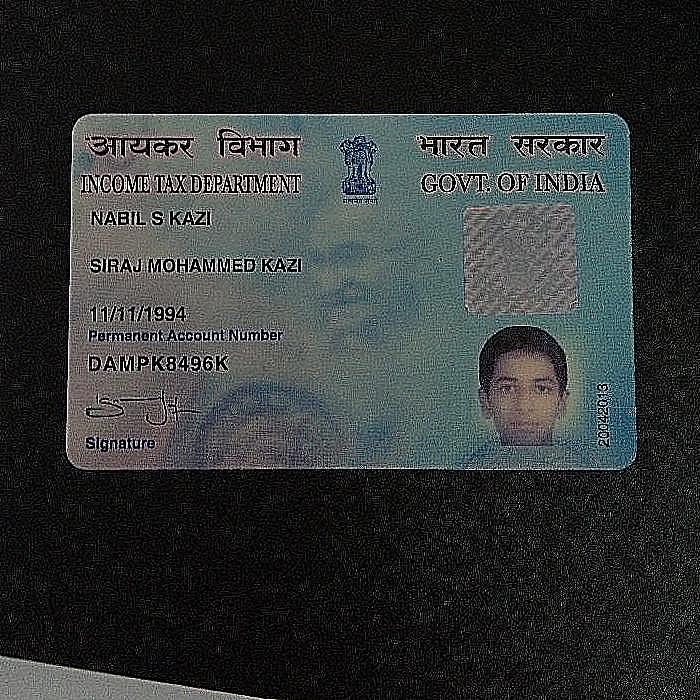 आयकर विभाग
भारत सरकार
INCOME TAX DEPARTMENT
GOVT. OF INDIA
NABIL S KAZI
SIRAJ MOHAMMED KAZI
11/11/1994
Permanent Account Number
DAMPK8496K
Signature